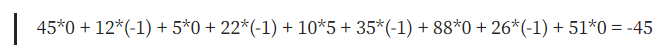 45*0 + 12*(-1) + 5*0 + 22*(-1) + 10*5 + 35*(-1) + 88*0 + 26*(-1) + 51*0 = -45